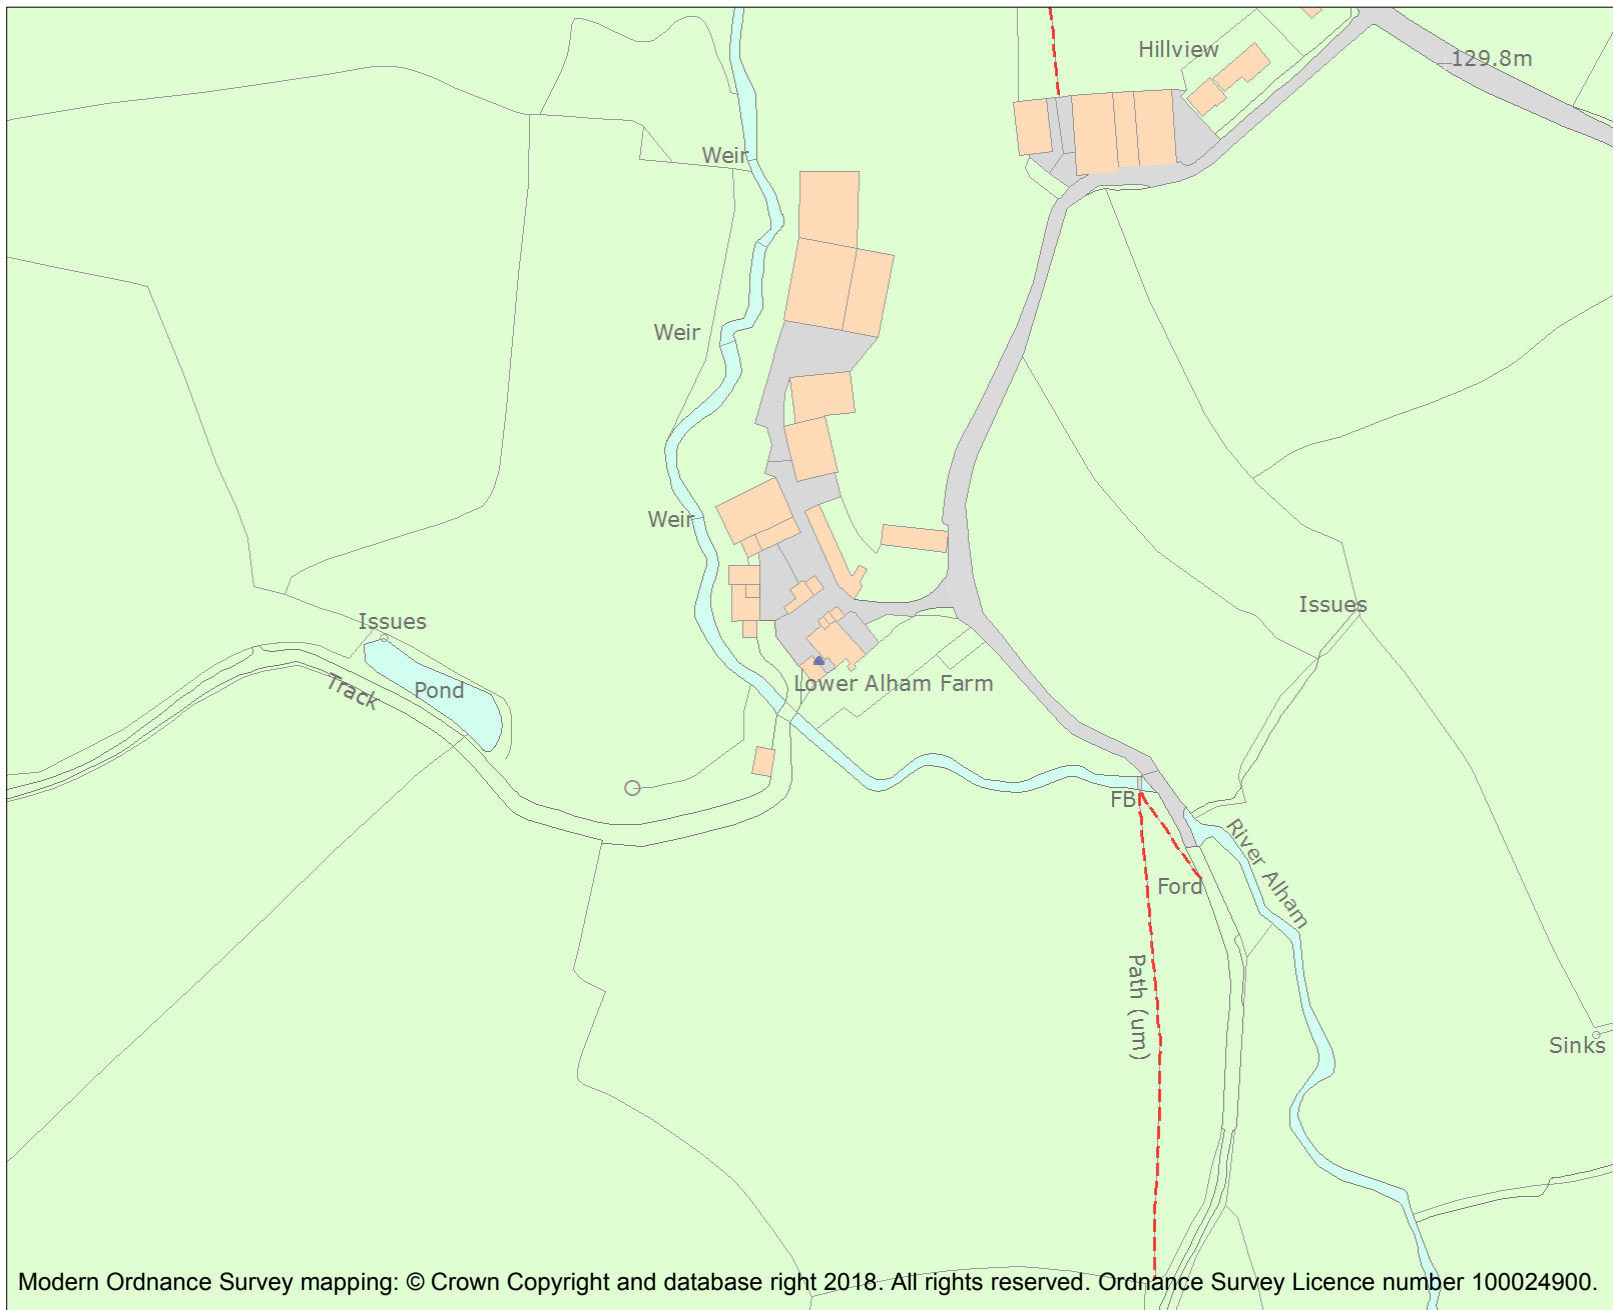 Hillview
129.8m
Weir
Weir
Weir
Issues
Issues
Track
Pond
Lower Alham Farm
FB
River Alham
Ford
Path (um)
Sinks
Modern Ordnance Survey mapping: © Crown Copyright and database right 2018. All rights reserved. Ordnance Survey Licence number 100024900.